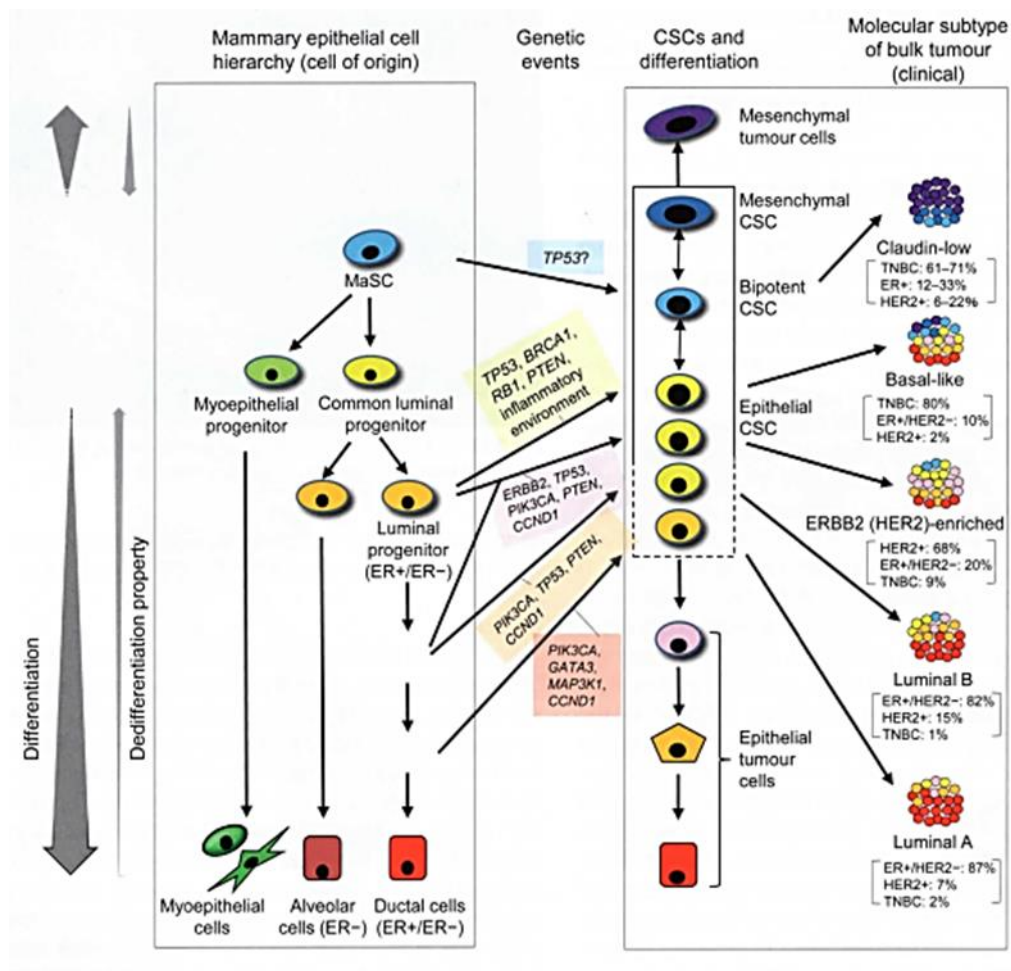 Mammary epithelial cell
hierarchy (cell of origin)
Genetic
events
CSCs and
differentiation
Molecular subtype
of bulk tumour
(clinical)
Differentiation
Dedifferentiation property
MaSC
Myoepithelial
progenitor
Common luminal
progenitor
Luminal
progenitor
(ER+/ER−)
Myoepithelial
cells
Alveolar
cells (ER−)
Ductal cells
(ER+/ER−)
TP53?
TP53, BRCA1,
RB1, PTEN,
inflammatory
environment
ERBB2, TP53,
PIK3CA, PTEN,
CCND1
PIK3CA, TP53, PTEN,
CCND1
PIK3CA,
GATA3,
MAP3K1,
CCND1
Mesenchymal
tumour cells
Mesenchymal
CSC
Bipotent
CSC
Epithelial
CSC
Epithelial
tumour
cells
Claudin-low
TNBC: 61–71%
ER+: 12–33%
HER2+: 6–22%
Basal-like
TNBC: 80%
ER+/HER2−: 10%
HER2+: 2%
ERBB2 (HER2)-enriched
HER2+: 68%
ER+/HER2−: 20%
TNBC: 9%
Luminal B
ER+/HER2−: 82%
HER2+: 15%
TNBC: 1%
Luminal A
ER+/HER2−: 87%
HER2+: 7%
TNBC: 2%